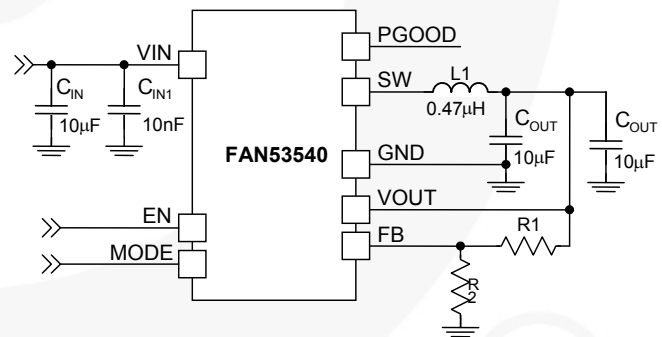 PGOOD
VIN
SW
L1
0.47µH
C_IN
10µF
C_IN1
10nF
C_OUT
10µF
C_OUT
10µF
FAN53540
GND
VOUT
EN
R1
FB
MODE
R
2